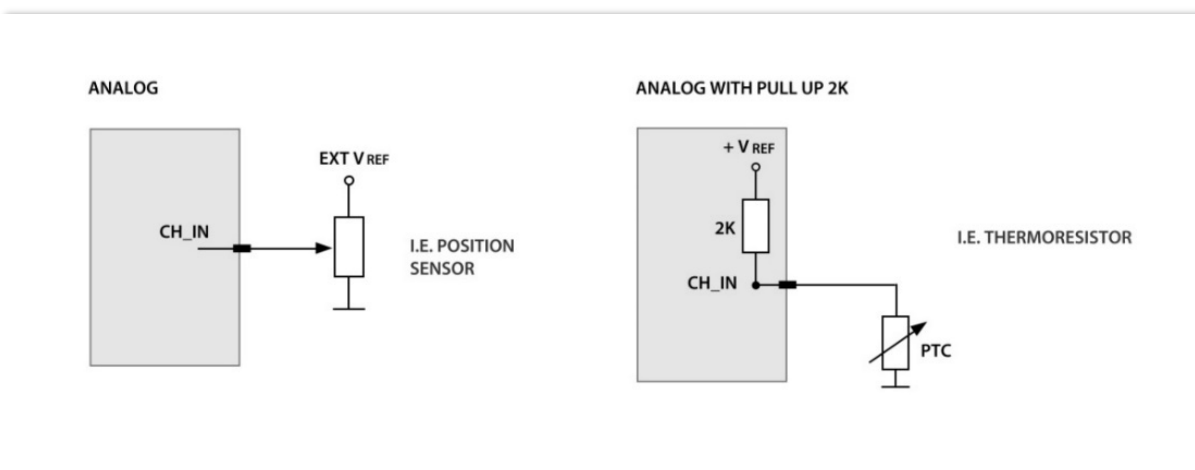 ANALOG
EXT V REF
CH_IN
I.E. POSITION
SENSOR
ANALOG WITH PULL UP 2K
+ V REF
2K
CH_IN
I.E. THERMORESISTOR
PTC